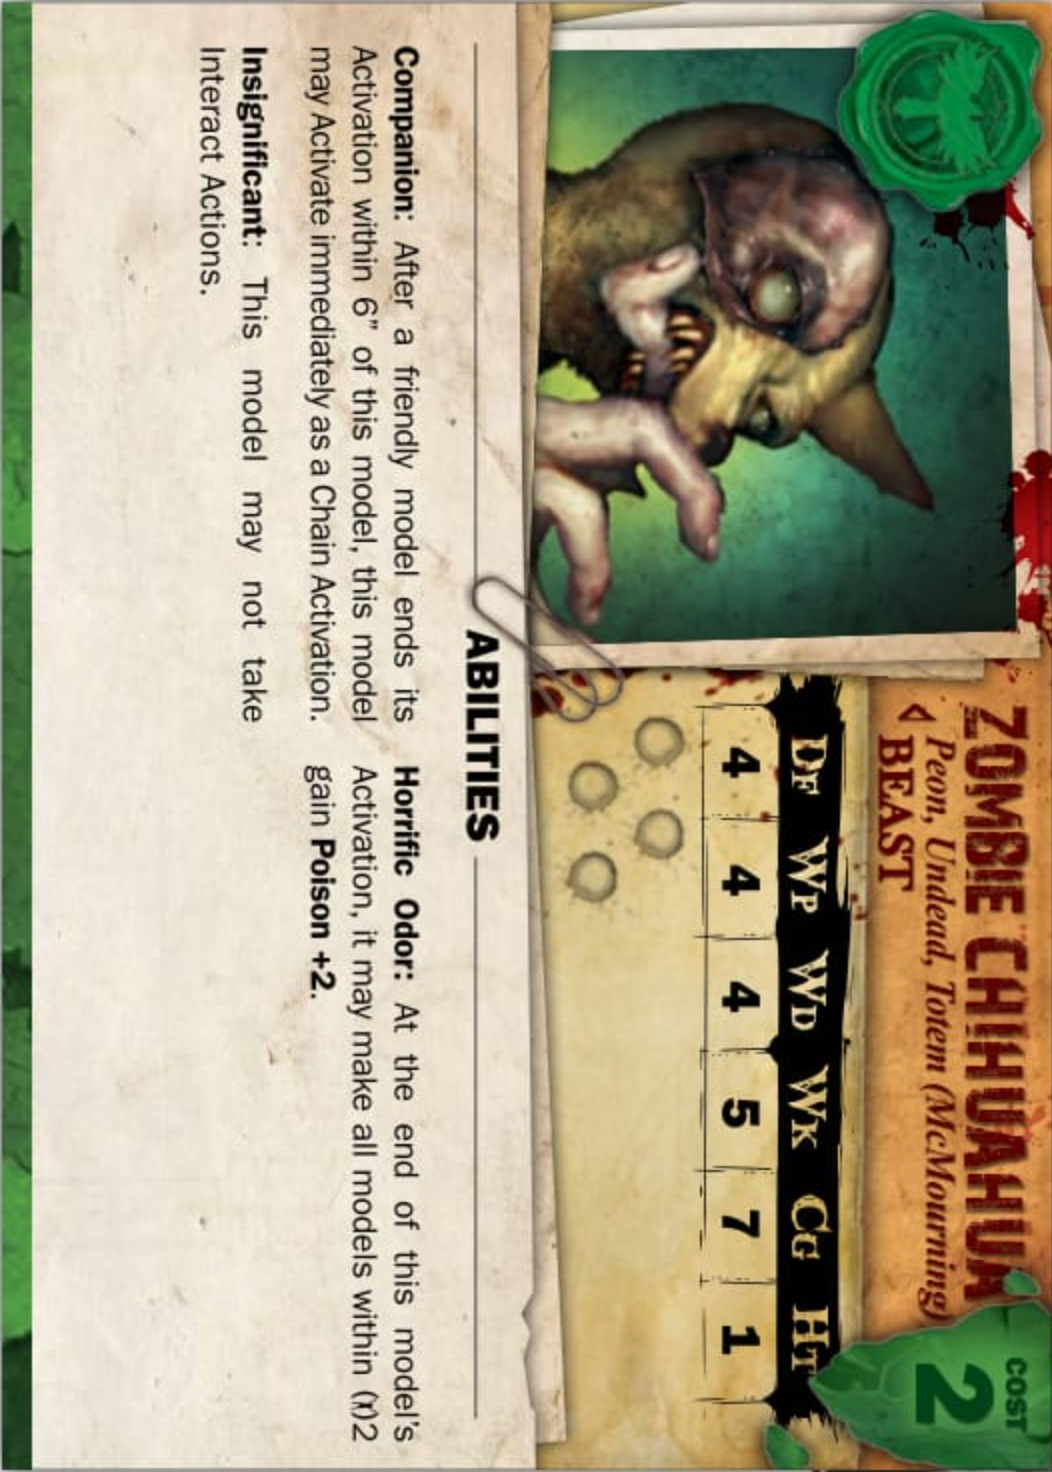 ZOMBIE CHIHUAHUA
Peon, Undead, Totem (McMourning)
BEAST
COST
2
DF WP WD WK CG HT
4 4 4 5 7 1
ABILITIES
Companion: After a friendly model ends its
Activation within 6" of this model, this model
may Activate immediately as a Chain Activation.
Insignificant: This model may not take
Interact Actions.
Horrific Odor: At the end of this model's
Activation, it may make all models within 2
gain Poison +2.